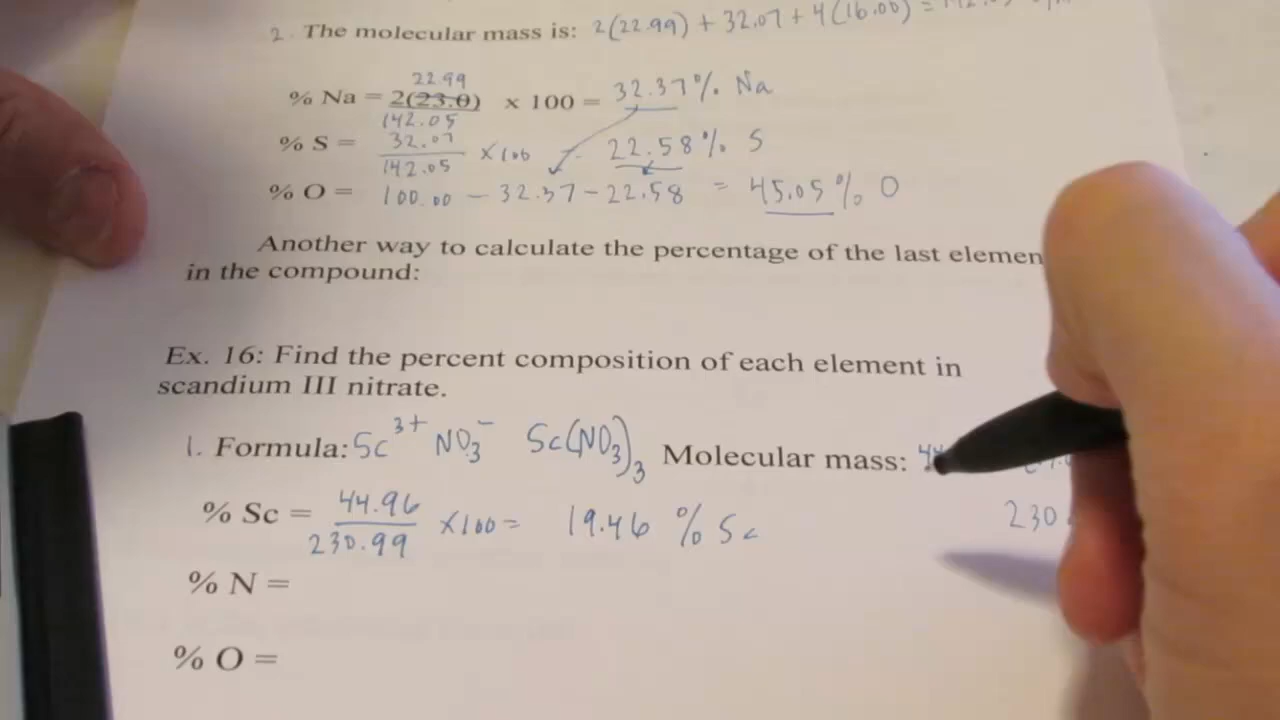 2. The molecular mass is: 2(22.99) + 32.07 + 4(16.00) =
22.99
% Na = 2(23.0) x 100 = 32.37% Na
142.05
% S = 32.07 x100 = 22.58% S
142.05
% O = 100.00 - 32.37 - 22.58 = 45.05% O
Another way to calculate the percentage of the last elemen
in the compound:
Ex. 16: Find the percent composition of each element in
scandium III nitrate.
1. Formula: Sc3+ NO3- Sc(NO3)3 Molecular mass:
% Sc = 44.96 x100 = 19.46 % Sc
230.99
230
% N =
% O =